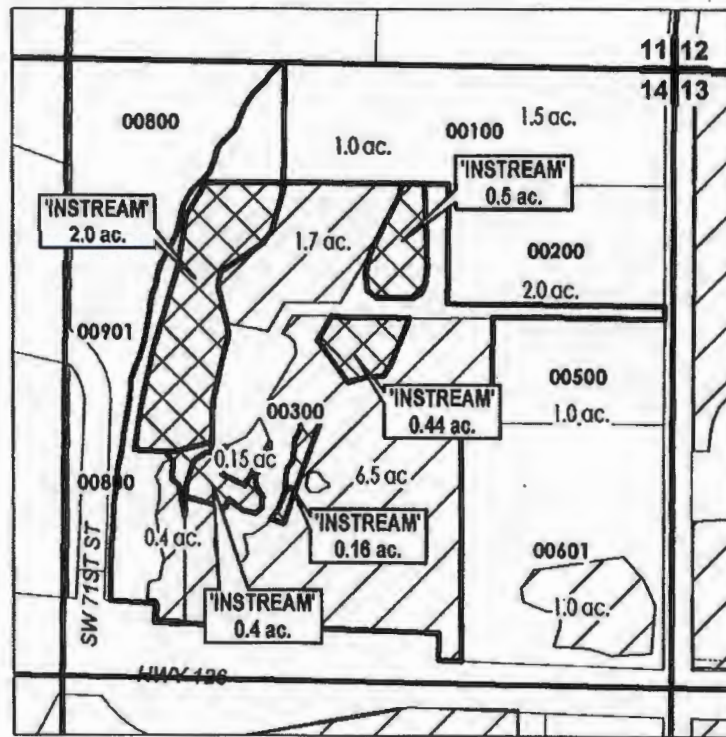 11 12
14 13
00800
1.5 ac.
00100
1.0 ac.
'INSTREAM'
0.5 ac.
'INSTREAM'
2.0 ac.
1.7 ac.
00200
2.0 ac.
00901
00500
1.0 ac.
'INSTREAM'
0.44 ac.
00300
0.15 ac
6.5 ac
00800
'INSTREAM'
0.16 ac.
0.4 ac.
00601
1.0 ac.
'INSTREAM'
0.4 ac.
SW 71ST ST
HWY 126